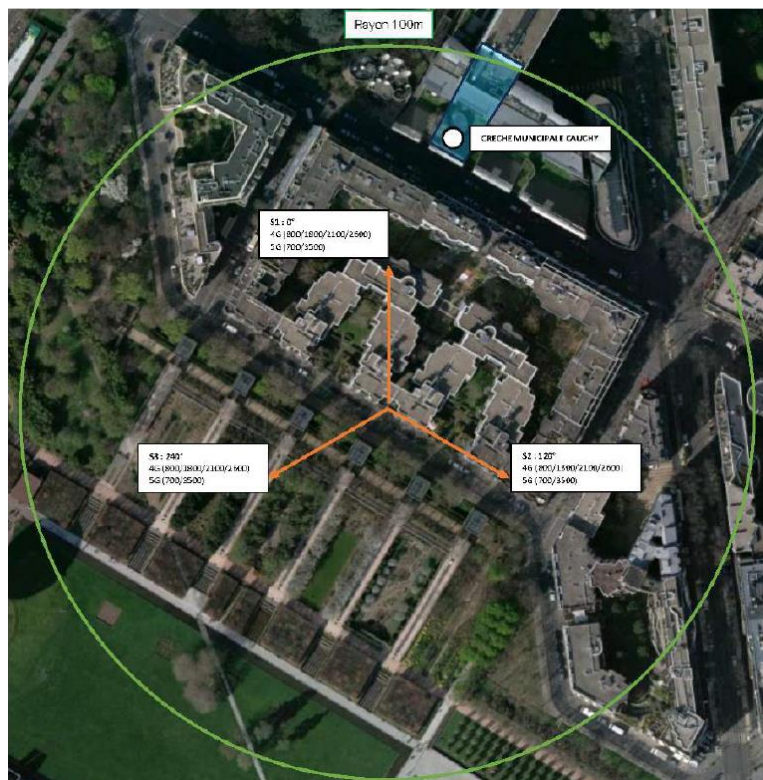 Rayon 100m
CRECHE MUNICIPALE CAUCHY
S1 : 0°
4G (800/1800/2100/2600)
5G (700/3500)
S3 : 240°
4G (800/1800/2100/2600)
5G (700/3500)
S2 : 120°
4G (800/1800/2100/2600)
5G (700/3500)